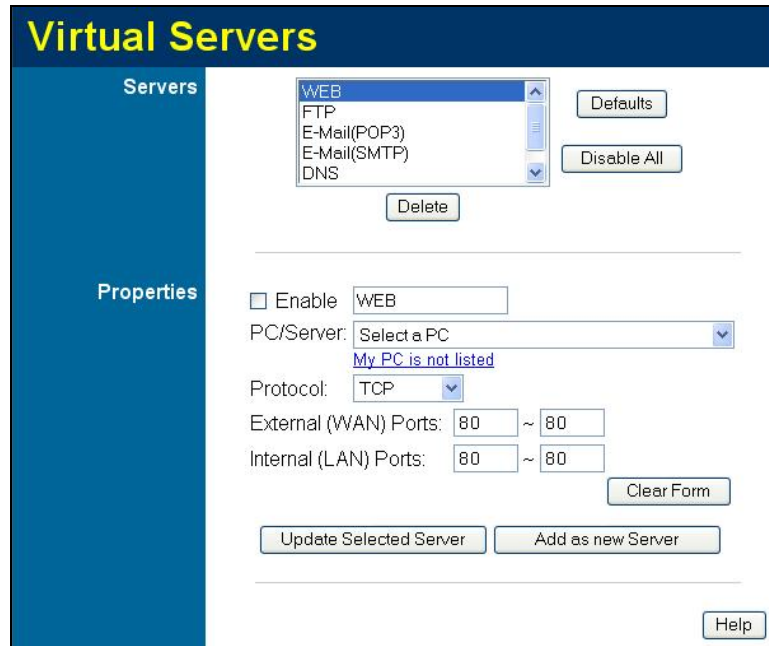 Virtual Servers
Servers
WEB
FTP
E-Mail(POP3)
E-Mail(SMTP)
DNS
Defaults
Disable All
Delete
Properties
Enable WEB
PC/Server: Select a PC
My PC is not listed
Protocol: TCP
External (WAN) Ports: 80 ~ 80
Internal (LAN) Ports: 80 ~ 80
Clear Form
Update Selected Server Add as new Server
Help